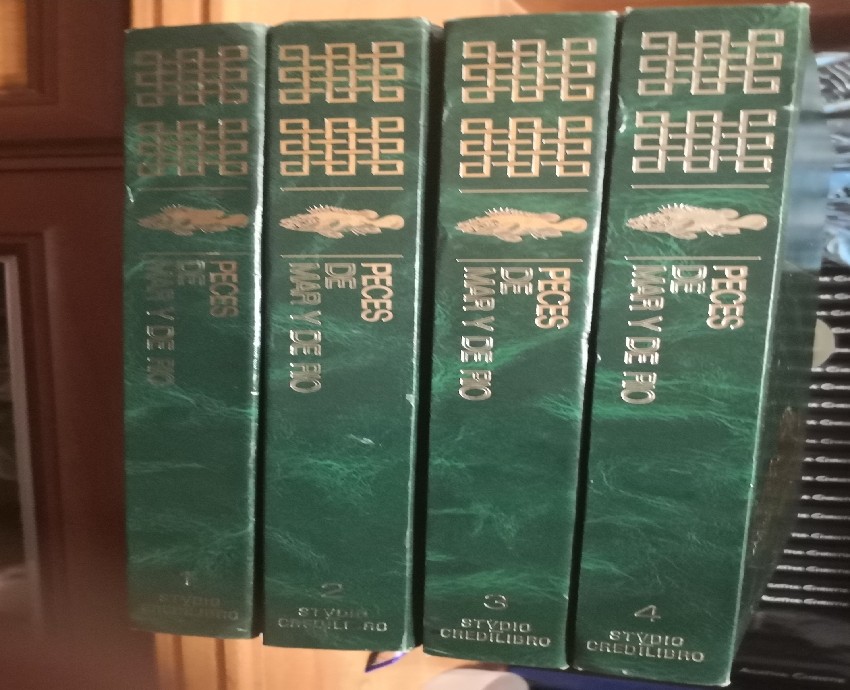 PECES
DE
MAR Y DE RIO
1
STVDIO
CREDILIBRO
PECES
DE
MAR Y DE RIO
2
STVDIO
CREDILIBRO
PECES
DE
MAR Y DE RIO
3
STVDIO
CREDILIBRO
PECES
DE
MAR Y DE RIO
4
STVDIO
CREDILIBRO